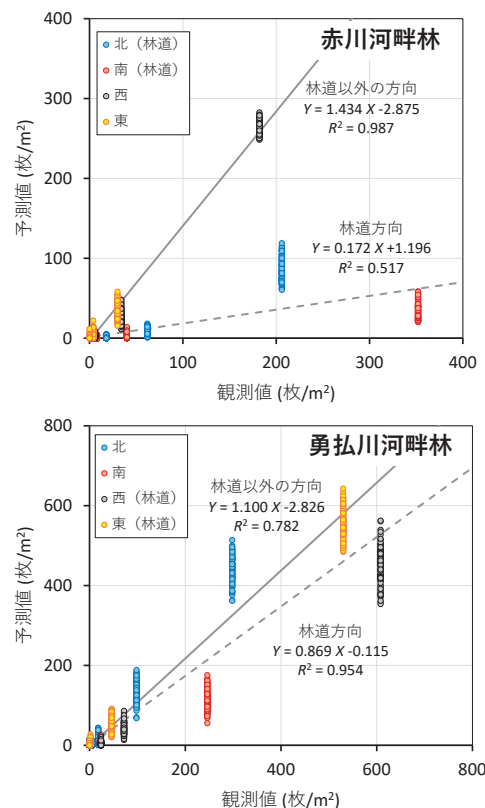 赤川河畔林
北（林道）
南（林道）
西
東
林道以外の方向
Y = 1.434 X -2.875
R² = 0.987
林道方向
Y = 0.172 X +1.196
R² = 0.517
予測値 (枚/m²)
400
300
200
100
0
0 100 200 300 400
観測値 (枚/m²)
勇払川河畔林
北
南
西（林道）
東（林道）
林道以外の方向
Y = 1.100 X -2.826
R² = 0.782
林道方向
Y = 0.869 X -0.115
R² = 0.954
予測値 (枚/m²)
800
600
400
200
0
0 200 400 600 800
観測値 (枚/m²)